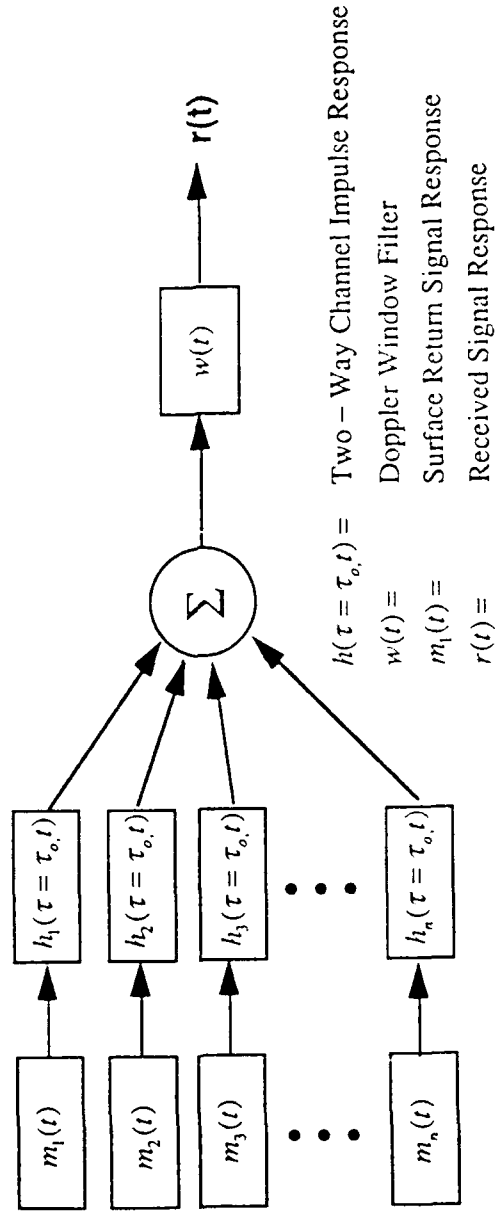 m₁(t)
h₁(τ = τₒ, t)
m₂(t)
h₂(τ = τₒ, t)
m₃(t)
h₃(τ = τₒ, t)
mₙ(t)
hₙ(τ = τₒ, t)
Σ
w(t)
r(t)
h(τ = τₒ, t) = Two – Way Channel Impulse Response
w(t) = Doppler Window Filter
m₁(t) = Surface Return Signal Response
r(t) = Received Signal Response